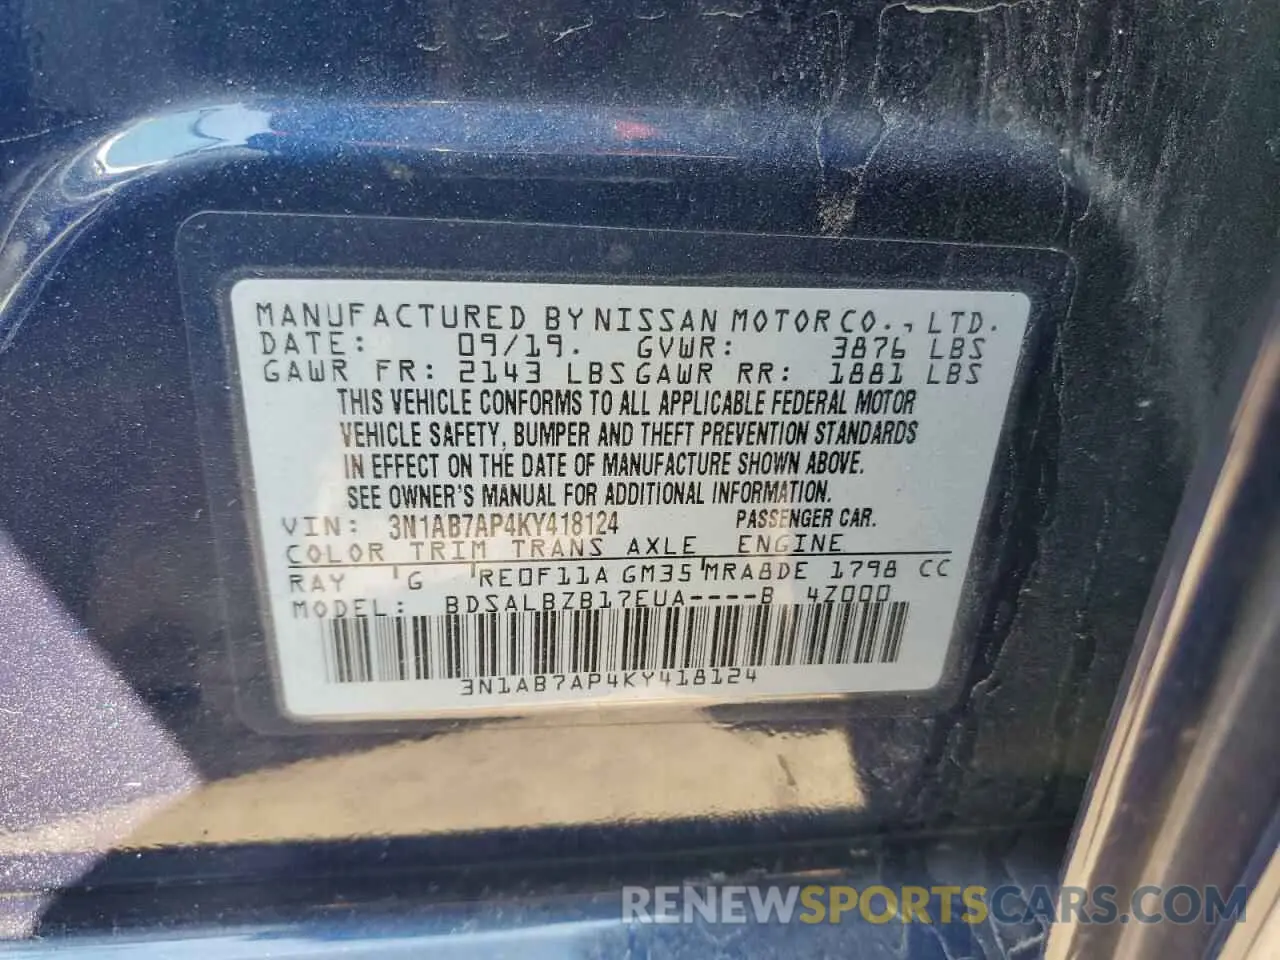 MANUFACTURED BY NISSAN MOTOR CO., LTD.
DATE: 09/19. GVWR: 3876 LBS
GAWR FR: 2143 LBS GAWR RR: 1881 LBS
THIS VEHICLE CONFORMS TO ALL APPLICABLE FEDERAL MOTOR
VEHICLE SAFETY, BUMPER AND THEFT PREVENTION STANDARDS
IN EFFECT ON THE DATE OF MANUFACTURE SHOWN ABOVE.
SEE OWNER'S MANUAL FOR ADDITIONAL INFORMATION.
VIN: 3N1AB7AP4KY418124 PASSENGER CAR.
COLOR TRIM TRANS AXLE ENGINE
RAY G RE0F11A GM35 MRA8DE 1798 CC
MODEL: BDSALBZB17EUA----B 4Z000
3N1AB7AP4KY418124
RENEWSPORTSCARS.COM